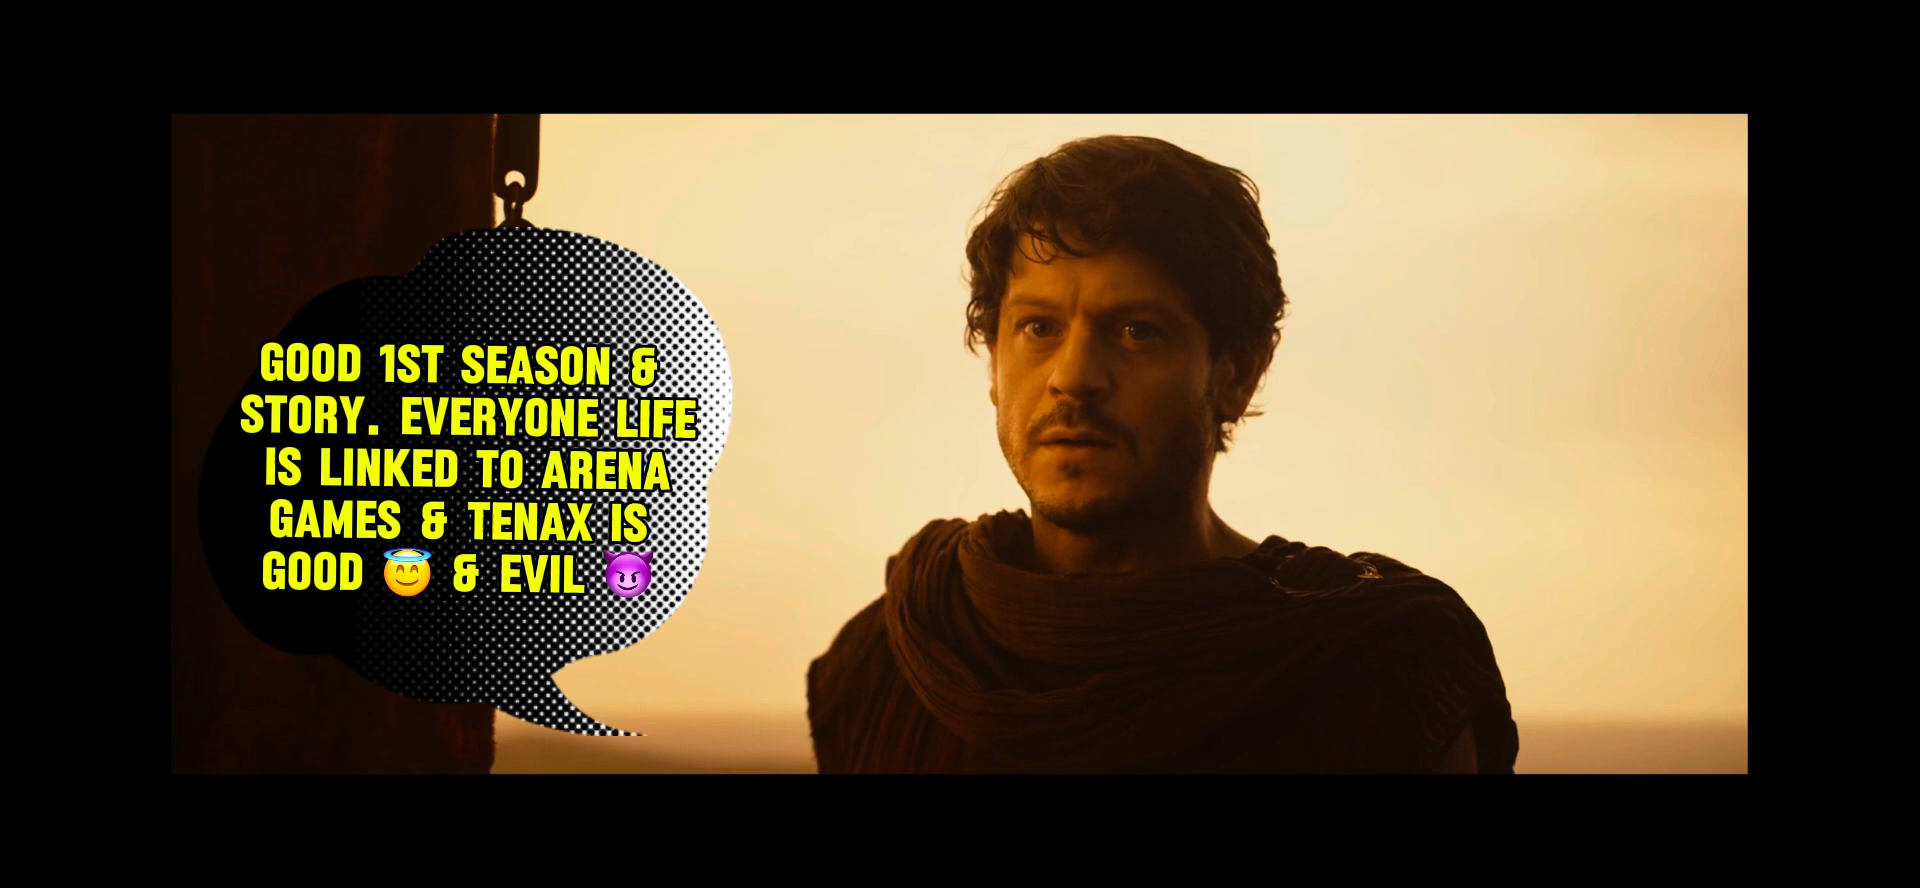 GOOD 1ST SEASON &
STORY. EVERYONE LIFE
IS LINKED TO ARENA
GAMES & TENAX IS
GOOD 😇 & EVIL 😈